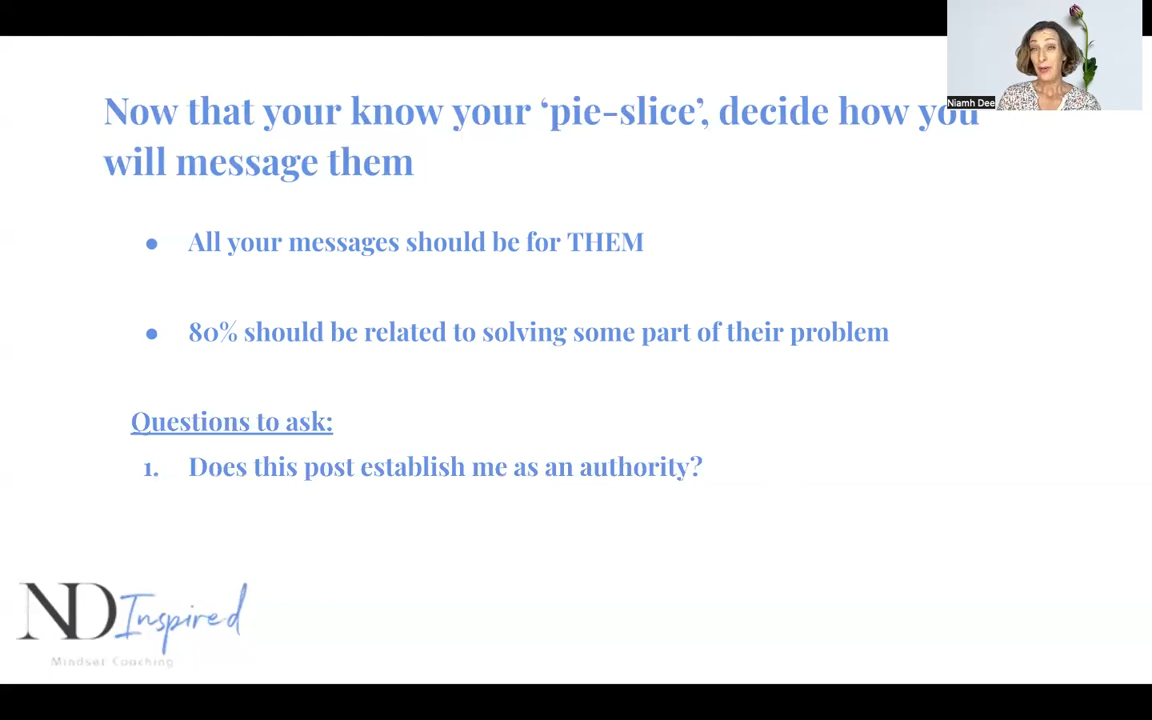 Now that your know your ‘pie-slice’, decide how you
will message them
Niamh Dee
● All your messages should be for THEM
● 80% should be related to solving some part of their problem
Questions to ask:
1. Does this post establish me as an authority?
ND Inspired
Mindset Coaching